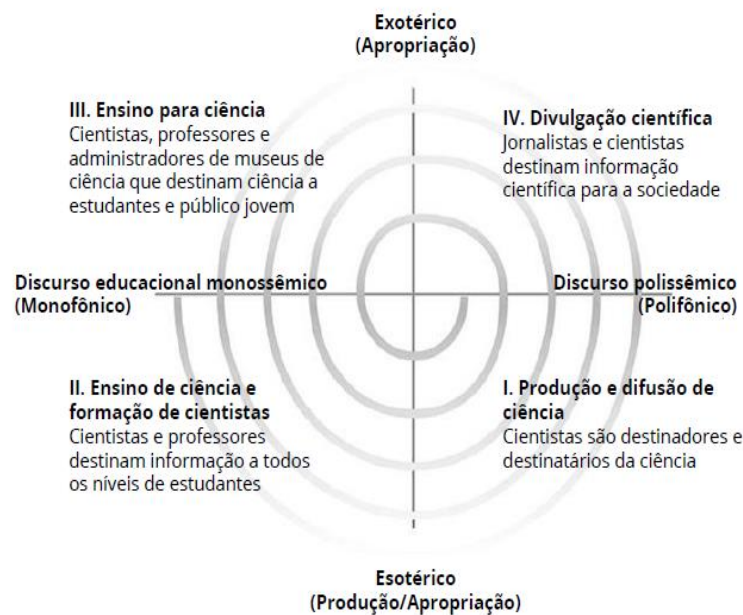 Exotérico
(Apropriação)
III. Ensino para ciência
Cientistas, professores e
administradores de museus de
ciência que destinam ciência a
estudantes e público jovem
IV. Divulgação científica
Jornalistas e cientistas
destinam informação
científica para a sociedade
Discurso educacional monossêmico
(Monofônico)
Discurso polissêmico
(Polifônico)
II. Ensino de ciência e
formação de cientistas
Cientistas e professores
destinam informação a todos
os níveis de estudantes
I. Produção e difusão de
ciência
Cientistas são destinadores e
destinatários da ciência
Esotérico
(Produção/Apropriação)